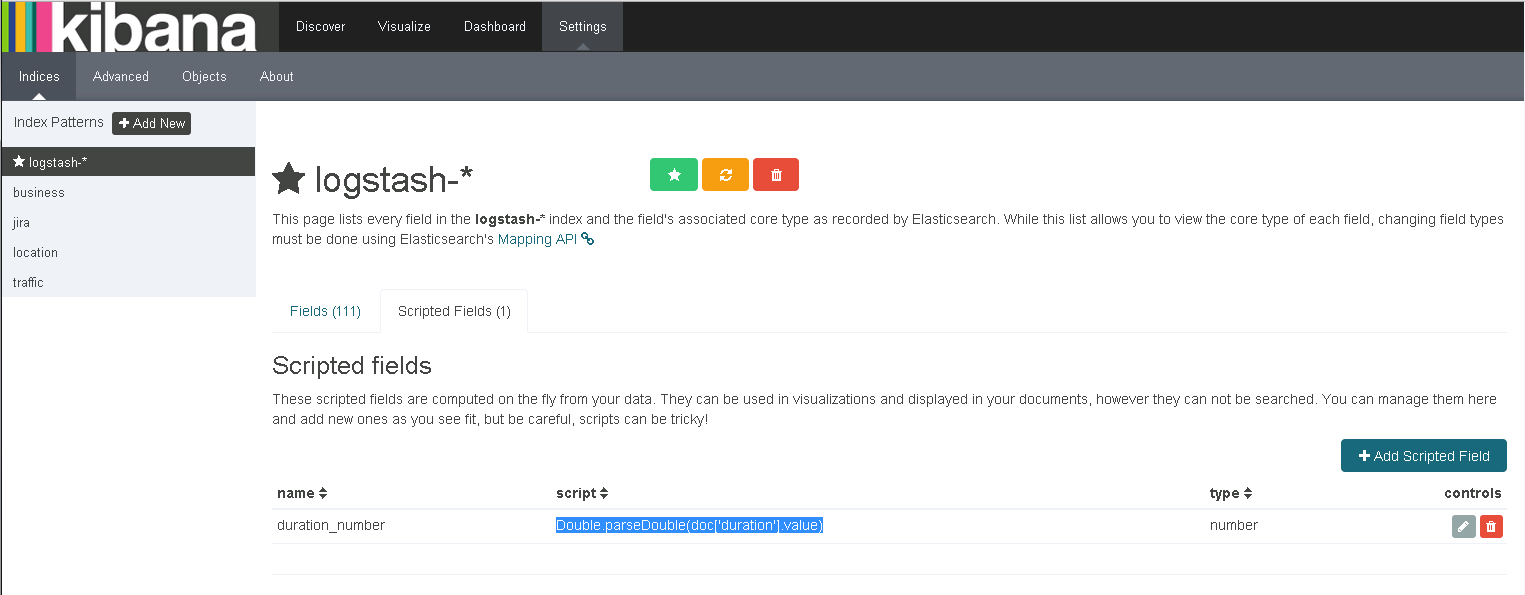 kibana
Discover Visualize Dashboard Settings
Indices Advanced Objects About
Index Patterns Add New
logstash-*
business
jira
location
traffic
logstash-*
This page lists every field in the logstash-* index and the field's associated core type as recorded by Elasticsearch. While this list allows you to view the core type of each field, changing field types
must be done using Elasticsearch's Mapping API
Fields (111) Scripted Fields (1)
Scripted fields
These scripted fields are computed on the fly from your data. They can be used in visualizations and displayed in your documents, however they can not be searched. You can manage them here
and add new ones as you see fit, but be careful, scripts can be tricky!
Add Scripted Field
name script type controls
duration_number Double.parseDouble(doc['duration'].value) number